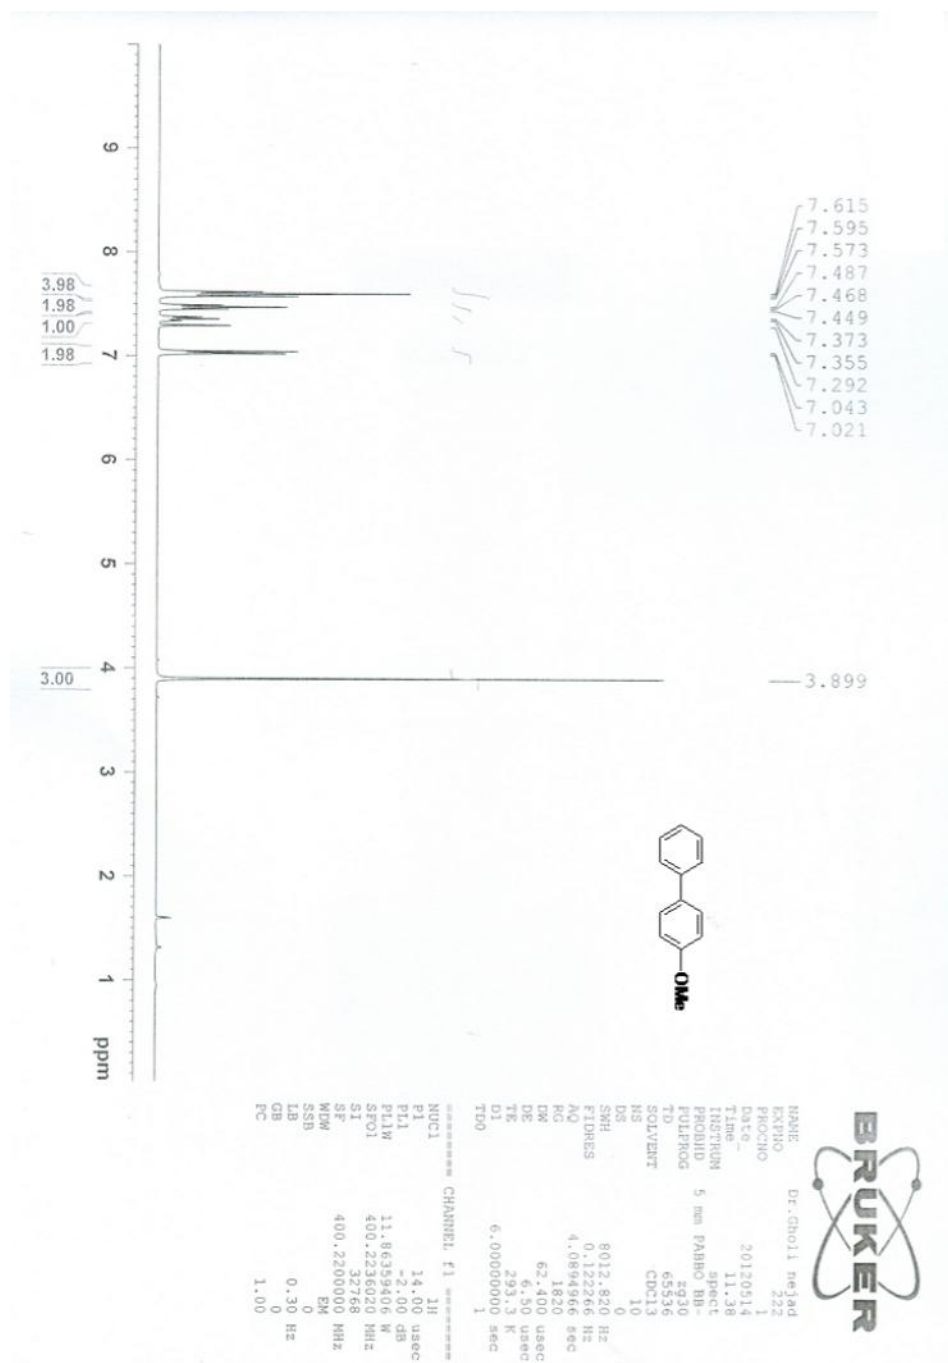 7.615
7.595
7.573
7.487
7.468
7.449
7.373
7.355
7.292
7.043
7.021
3.899
9
8
7
6
5
4
3
2
1
ppm
3.98
1.98
1.00
1.98
3.00
OMe
BRUKER
NAME Dr.Gholi nejad
EXPNO 222
PROCNO 1
Date_ 20120514
Time 11.38
INSTRUM spect
PROBHD 5 mm PABBO BB-
PULPROG zg30
TD 65536
SOLVENT CDCl3
NS 10
DS 0
SWH 8012.820 Hz
FIDRES 0.122266 Hz
AQ 4.0894966 sec
RG 1820
DW 62.400 usec
DE 6.50 usec
TE 293.3 K
D1 6.00000000 sec
TD0 1
======== CHANNEL f1 ========
NUC1 1H
P1 14.00 usec
PL1 -2.00 dB
PL1W 11.86359406 W
SFO1 400.2236020 MHz
SI 32768
SF 400.2200000 MHz
WDW EM
SSB 0
LB 0.30 Hz
GB 0
PC 1.00